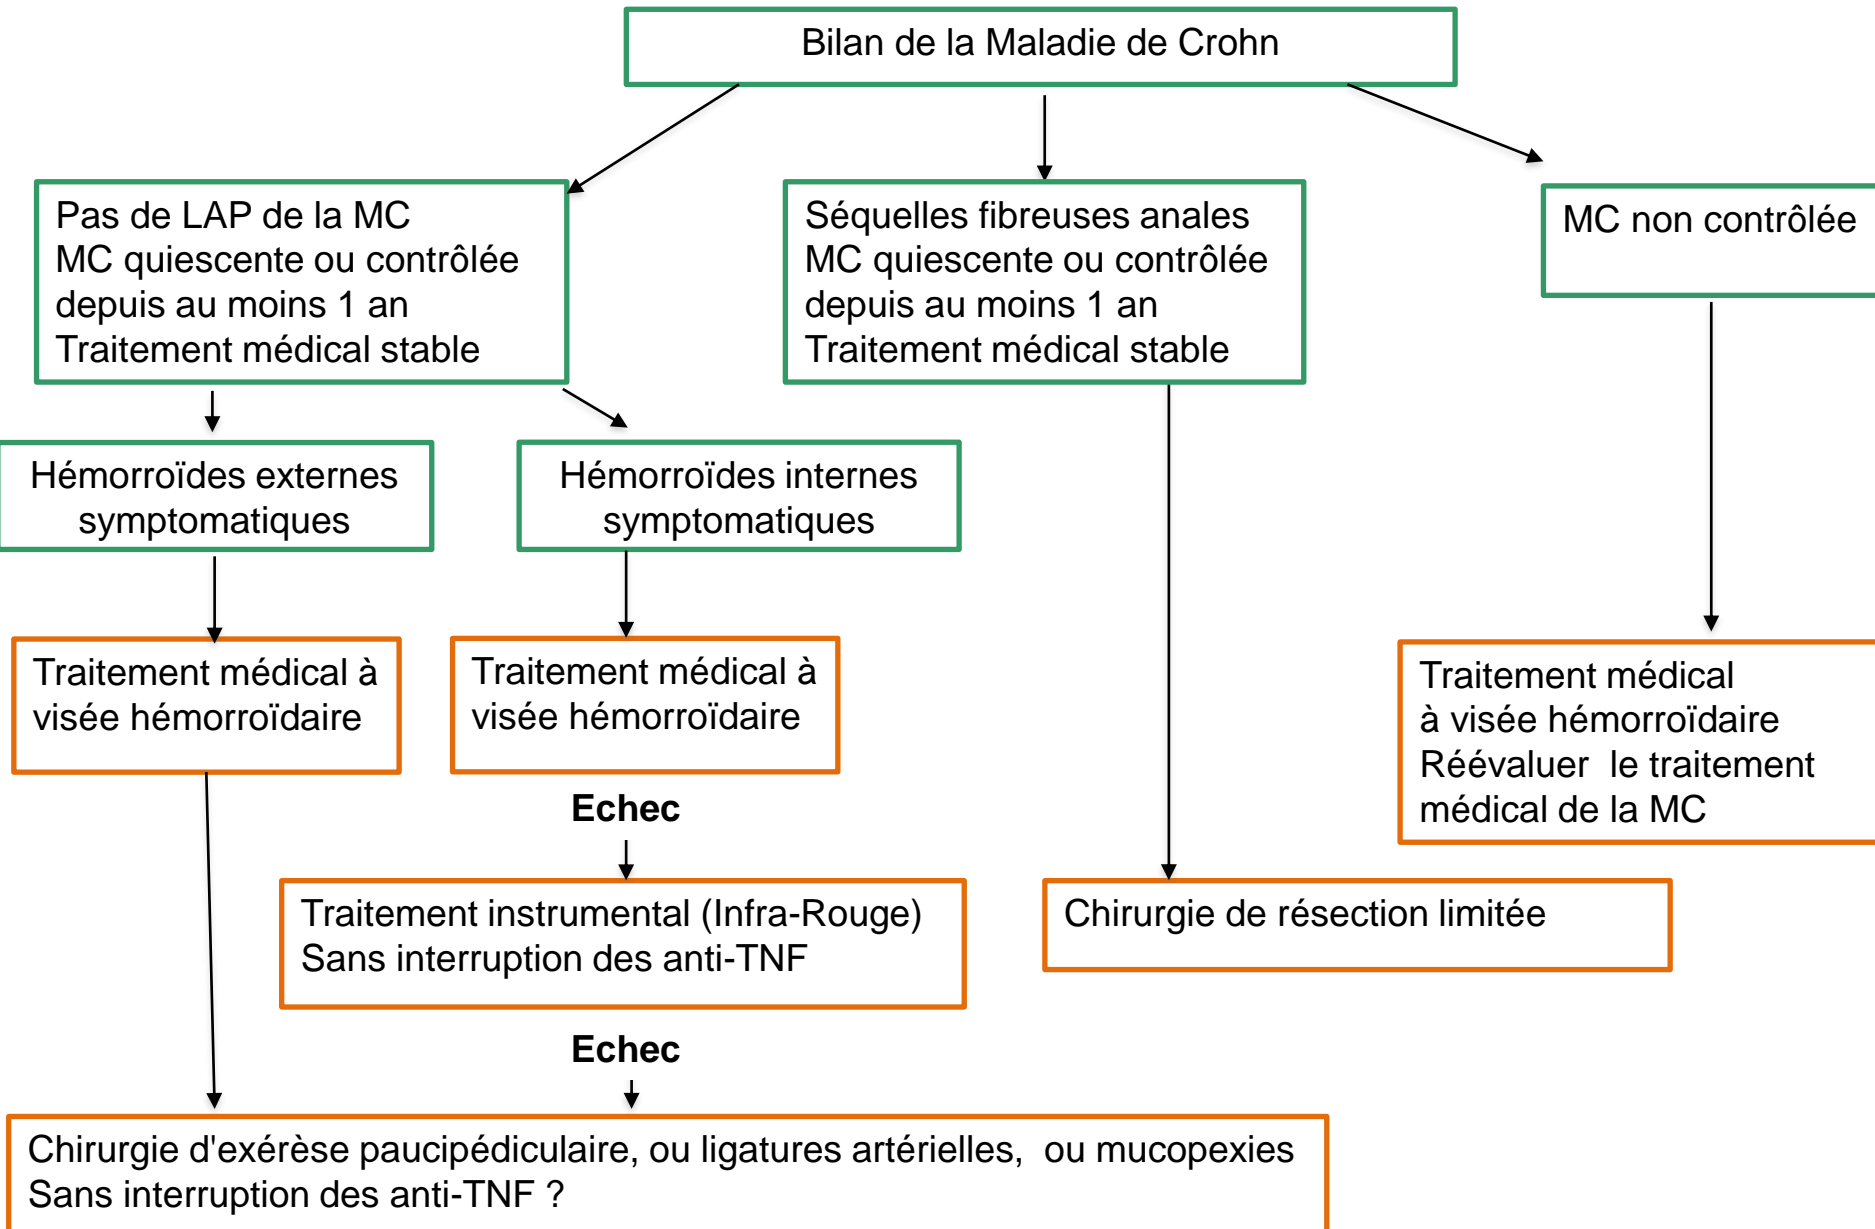 Bilan de la Maladie de Crohn
Pas de LAP de la MC
MC quiescente ou contrôlée
depuis au moins 1 an
Traitement médical stable
Séquelles fibreuses anales
MC quiescente ou contrôlée
depuis au moins 1 an
Traitement médical stable
MC non contrôlée
Hémorroïdes externes
symptomatiques
Hémorroïdes internes
symptomatiques
Traitement médical à
visée hémorroïdaire
Traitement médical à
visée hémorroïdaire
Traitement médical
à visée hémorroïdaire
Réévaluer  le traitement
médical de la MC
Echec
Traitement instrumental (Infra-Rouge)
Sans interruption des anti-TNF
Chirurgie de résection limitée
Echec
Chirurgie d'exérèse paucipédiculaire, ou ligatures artérielles,  ou mucopexies
Sans interruption des anti-TNF ?